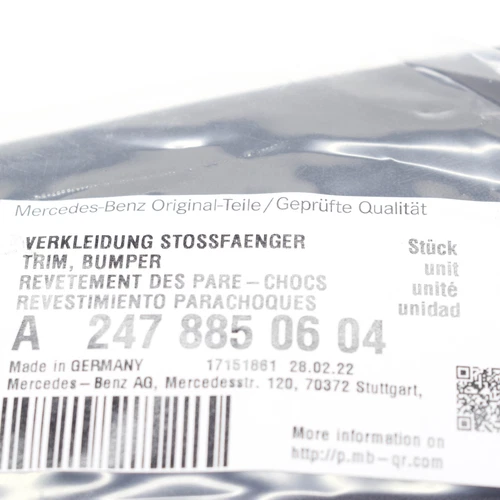 Mercedes-Benz Original-Teile/Geprüfte Qualität
VERKLEIDUNG STOSSFAENGER
TRIM, BUMPER
REVETEMENT DES PARE-CHOCS
REVESTIMIENTO PARACHOQUES
Stück
unit
unité
unidad
A 247 885 06 04
Made in GERMANY 17151861 28.02.22
Mercedes-Benz AG, Mercedesstr. 120, 70372 Stuttgart,
More information on
http://p.mb-qr.com